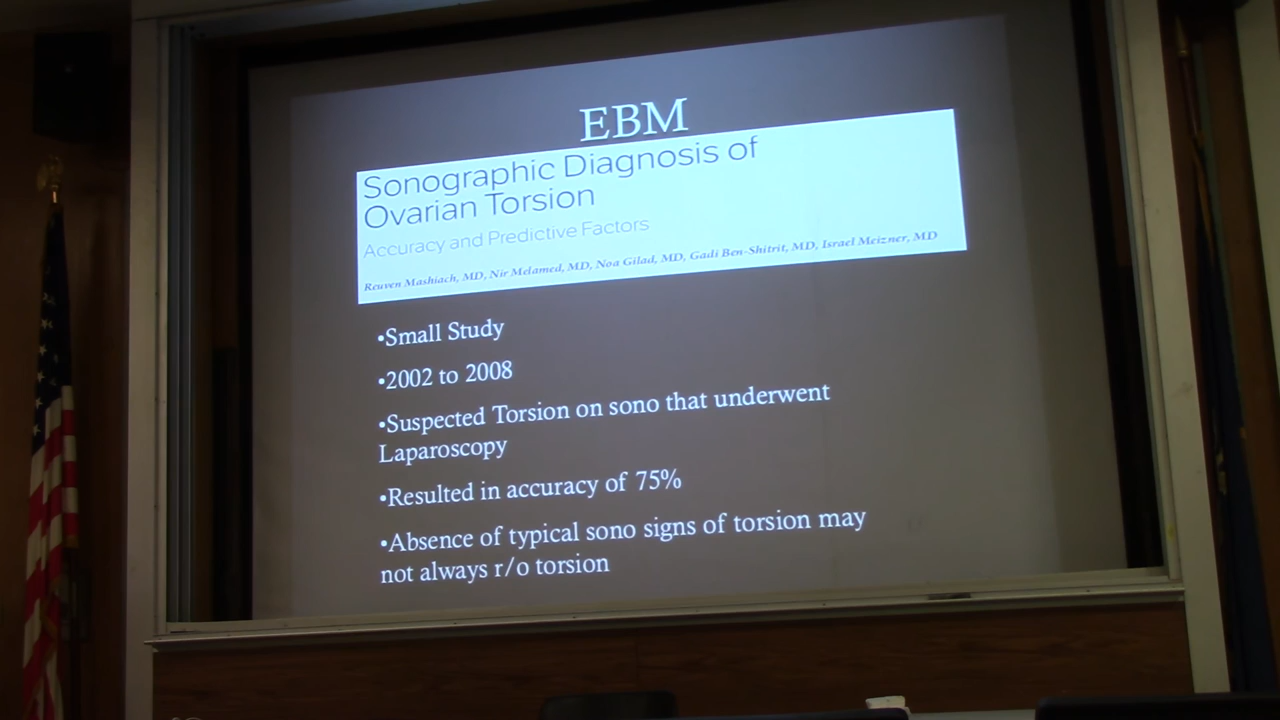 EBM
Sonographic Diagnosis of
Ovarian Torsion
Accuracy and Predictive Factors
Reuven Mashiach, MD, Nir Melamed, MD, Noa Gilad, MD, Gadi Ben-Shitrit, MD, Israel Meizner, MD
•Small Study
•2002 to 2008
•Suspected Torsion on sono that underwent
Laparoscopy
•Resulted in accuracy of 75%
•Absence of typical sono signs of torsion may
not always r/o torsion